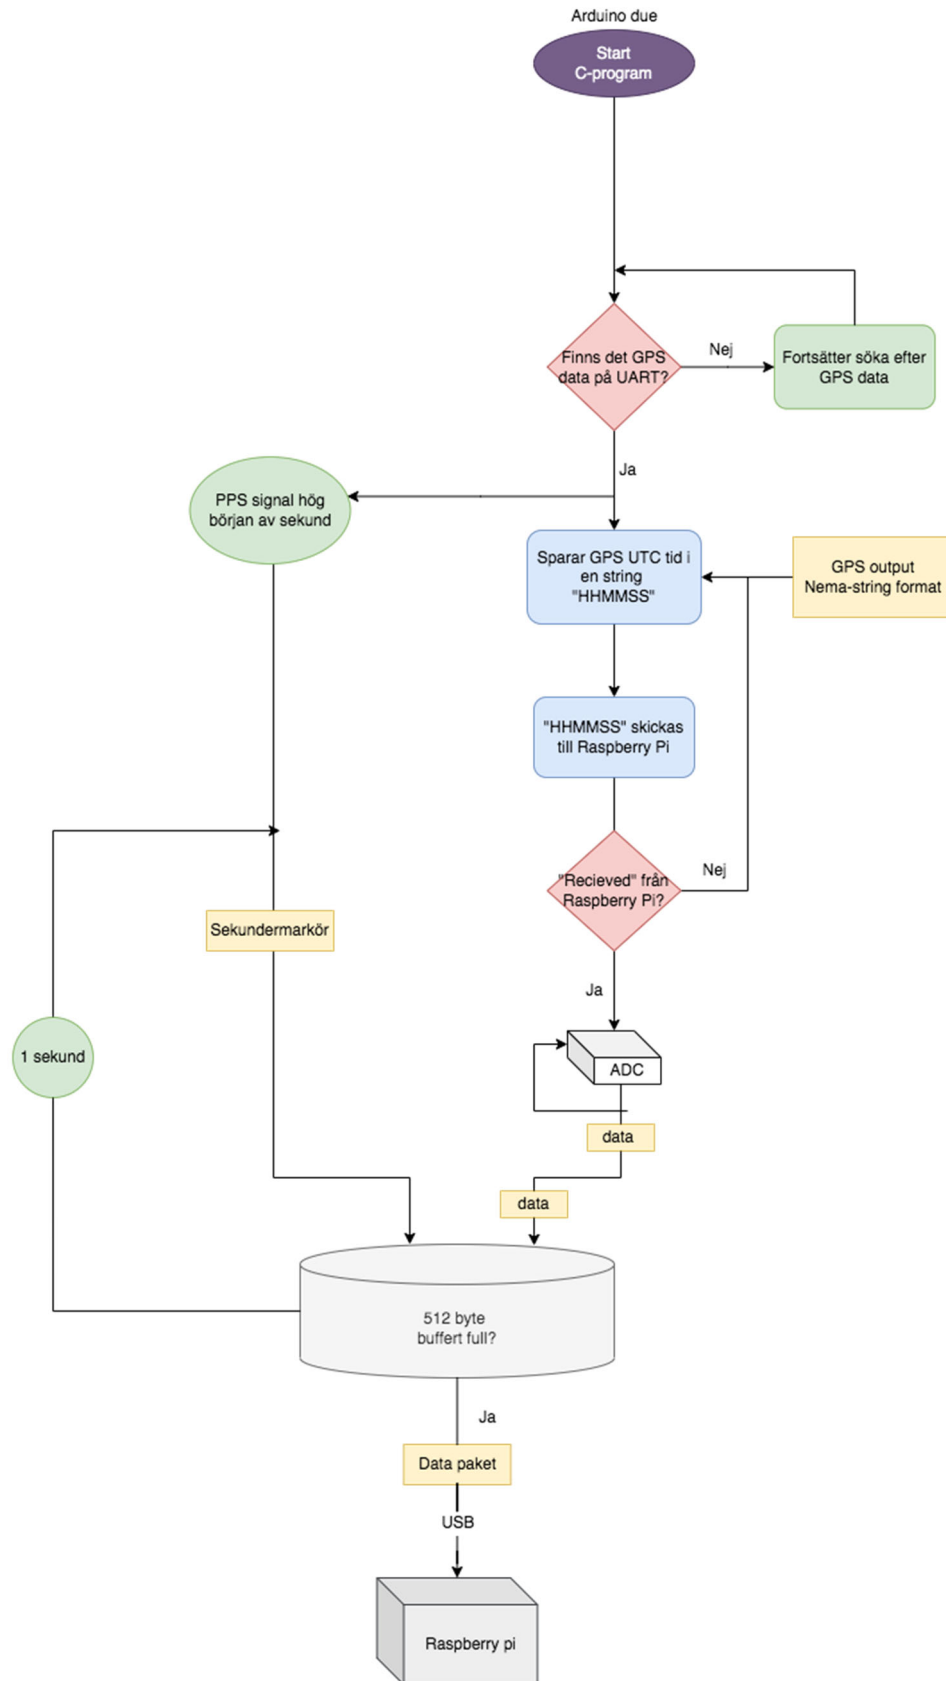 Arduino due
Start
C-program
Finns det GPS
data på UART?
Nej
Fortsätter söka efter
GPS data
Ja
PPS signal hög
början av sekund
Sparar GPS UTC tid i
en string
"HHMMSS"
GPS output
Nema-string format
"HHMMSS" skickas
till Raspberry Pi
"Recieved" från
Raspberry Pi?
Nej
Sekundermarkör
Ja
1 sekund
ADC
data
data
512 byte
buffert full?
Ja
Data paket
USB
Raspberry pi